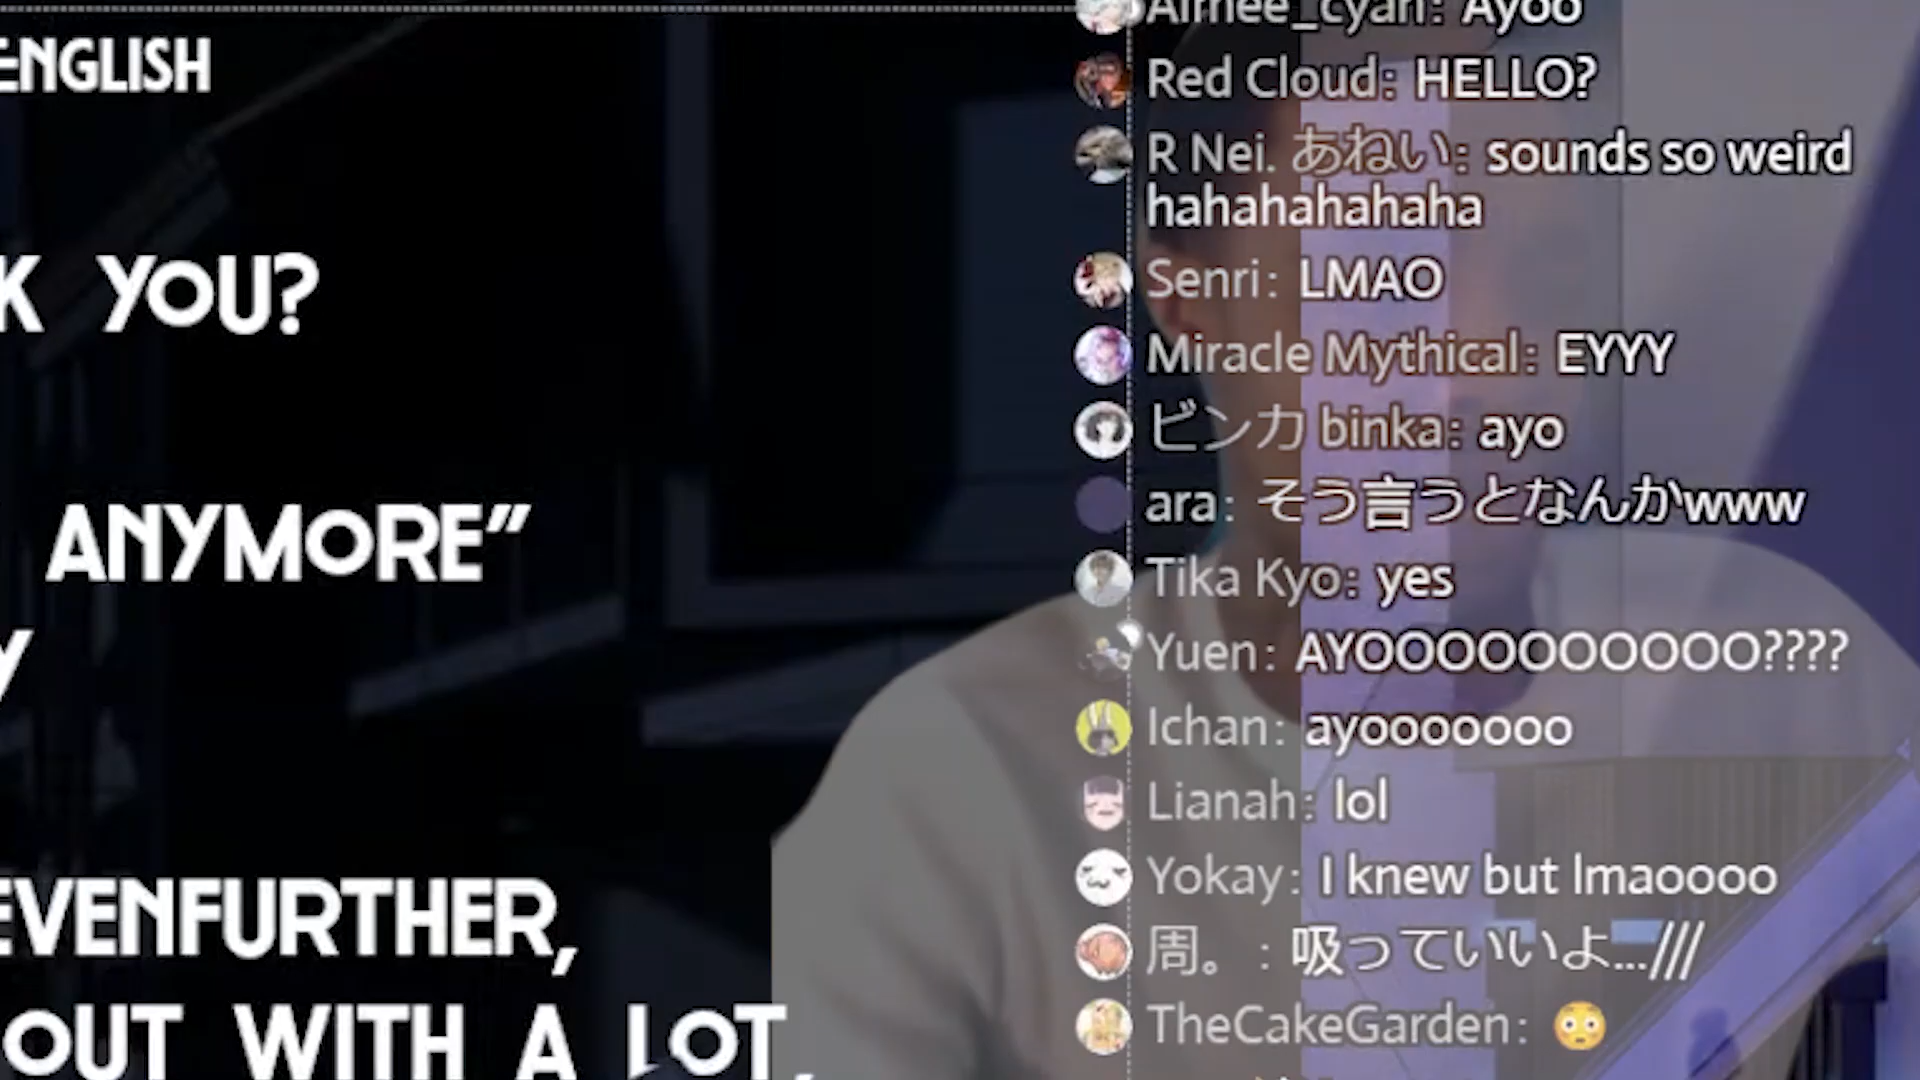 ENGLISH
K YOU?
ANYMORE”
Y
EVENFURTHER,
OUT WITH A LOT,
Aimee_cyan: Ayoo
Red Cloud: HELLO?
R Nei. あねい: sounds so weird
hahahahahaha
Senri: LMAO
Miracle Mythical: EYYY
ビンカ binka: ayo
ara: そう言うとなんかwww
Tika Kyo: yes
Yuen: AYOOOOOOOOOOO????
Ichan: ayooooooo
Lianah: lol
Yokay: I knew but lmaoooo
周。: 吸っていいよ...///
TheCakeGarden: 😳